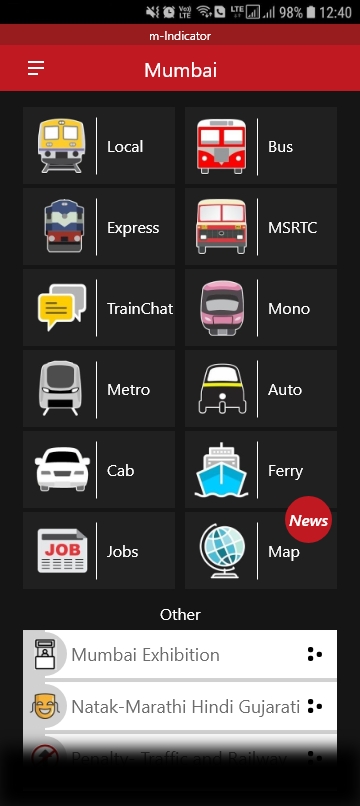 Vo))
LTE
LTE
98%
12:40
m-Indicator
Mumbai
Local
Bus
Express
MSRTC
TrainChat
Mono
Metro
Auto
Cab
Ferry
News
JOB
Jobs
Map
Other
Mumbai Exhibition
Natak-Marathi Hindi Gujarati
Penalty- Traffic and Railway